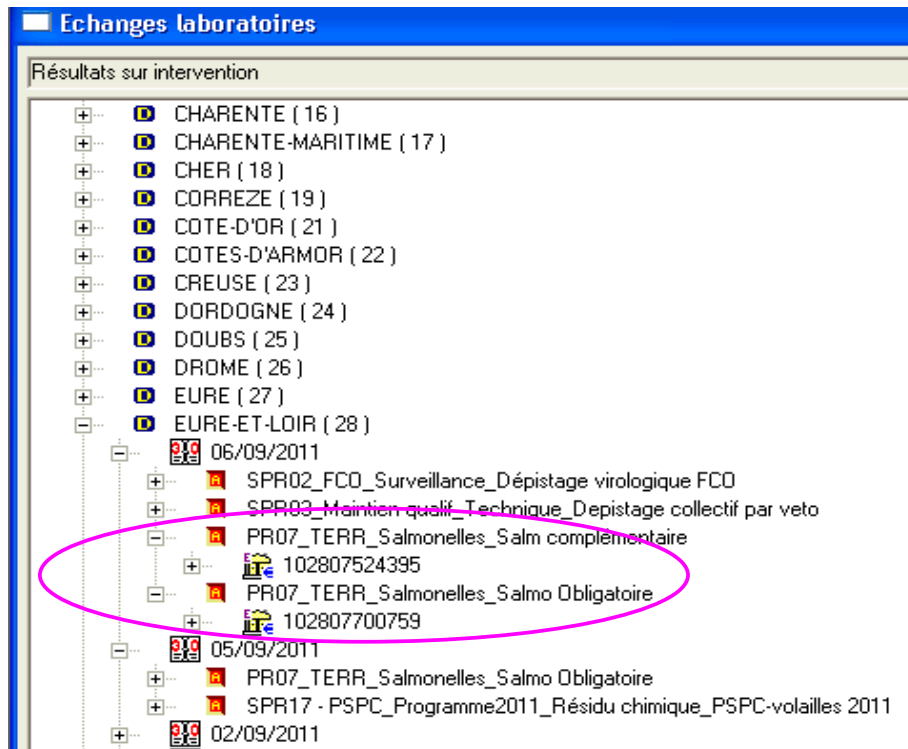 Echanges laboratoires
Résultats sur intervention
CHARENTE ( 16 )
CHARENTE-MARITIME ( 17 )
CHER ( 18 )
CORREZE ( 19 )
COTE-D'OR ( 21 )
COTES-D'ARMOR ( 22 )
CREUSE ( 23 )
DORDOGNE ( 24 )
DOUBS ( 25 )
DROME ( 26 )
EURE ( 27 )
EURE-ET-LOIR ( 28 )
06/09/2011
SPR02_FCO_Surveillance_Dépistage virologique FCO
SPR03_Maintien qualif_Technique_Depistage collectif par veto
PR07_TERR_Salmonelles_Salm complémentaire
102807524395
PR07_TERR_Salmonelles_Salmo Obligatoire
102807700759
05/09/2011
PR07_TERR_Salmonelles_Salmo Obligatoire
SPR17 - PSPC_Programme2011_Résidu chimique_PSPC-volailles 2011
02/09/2011